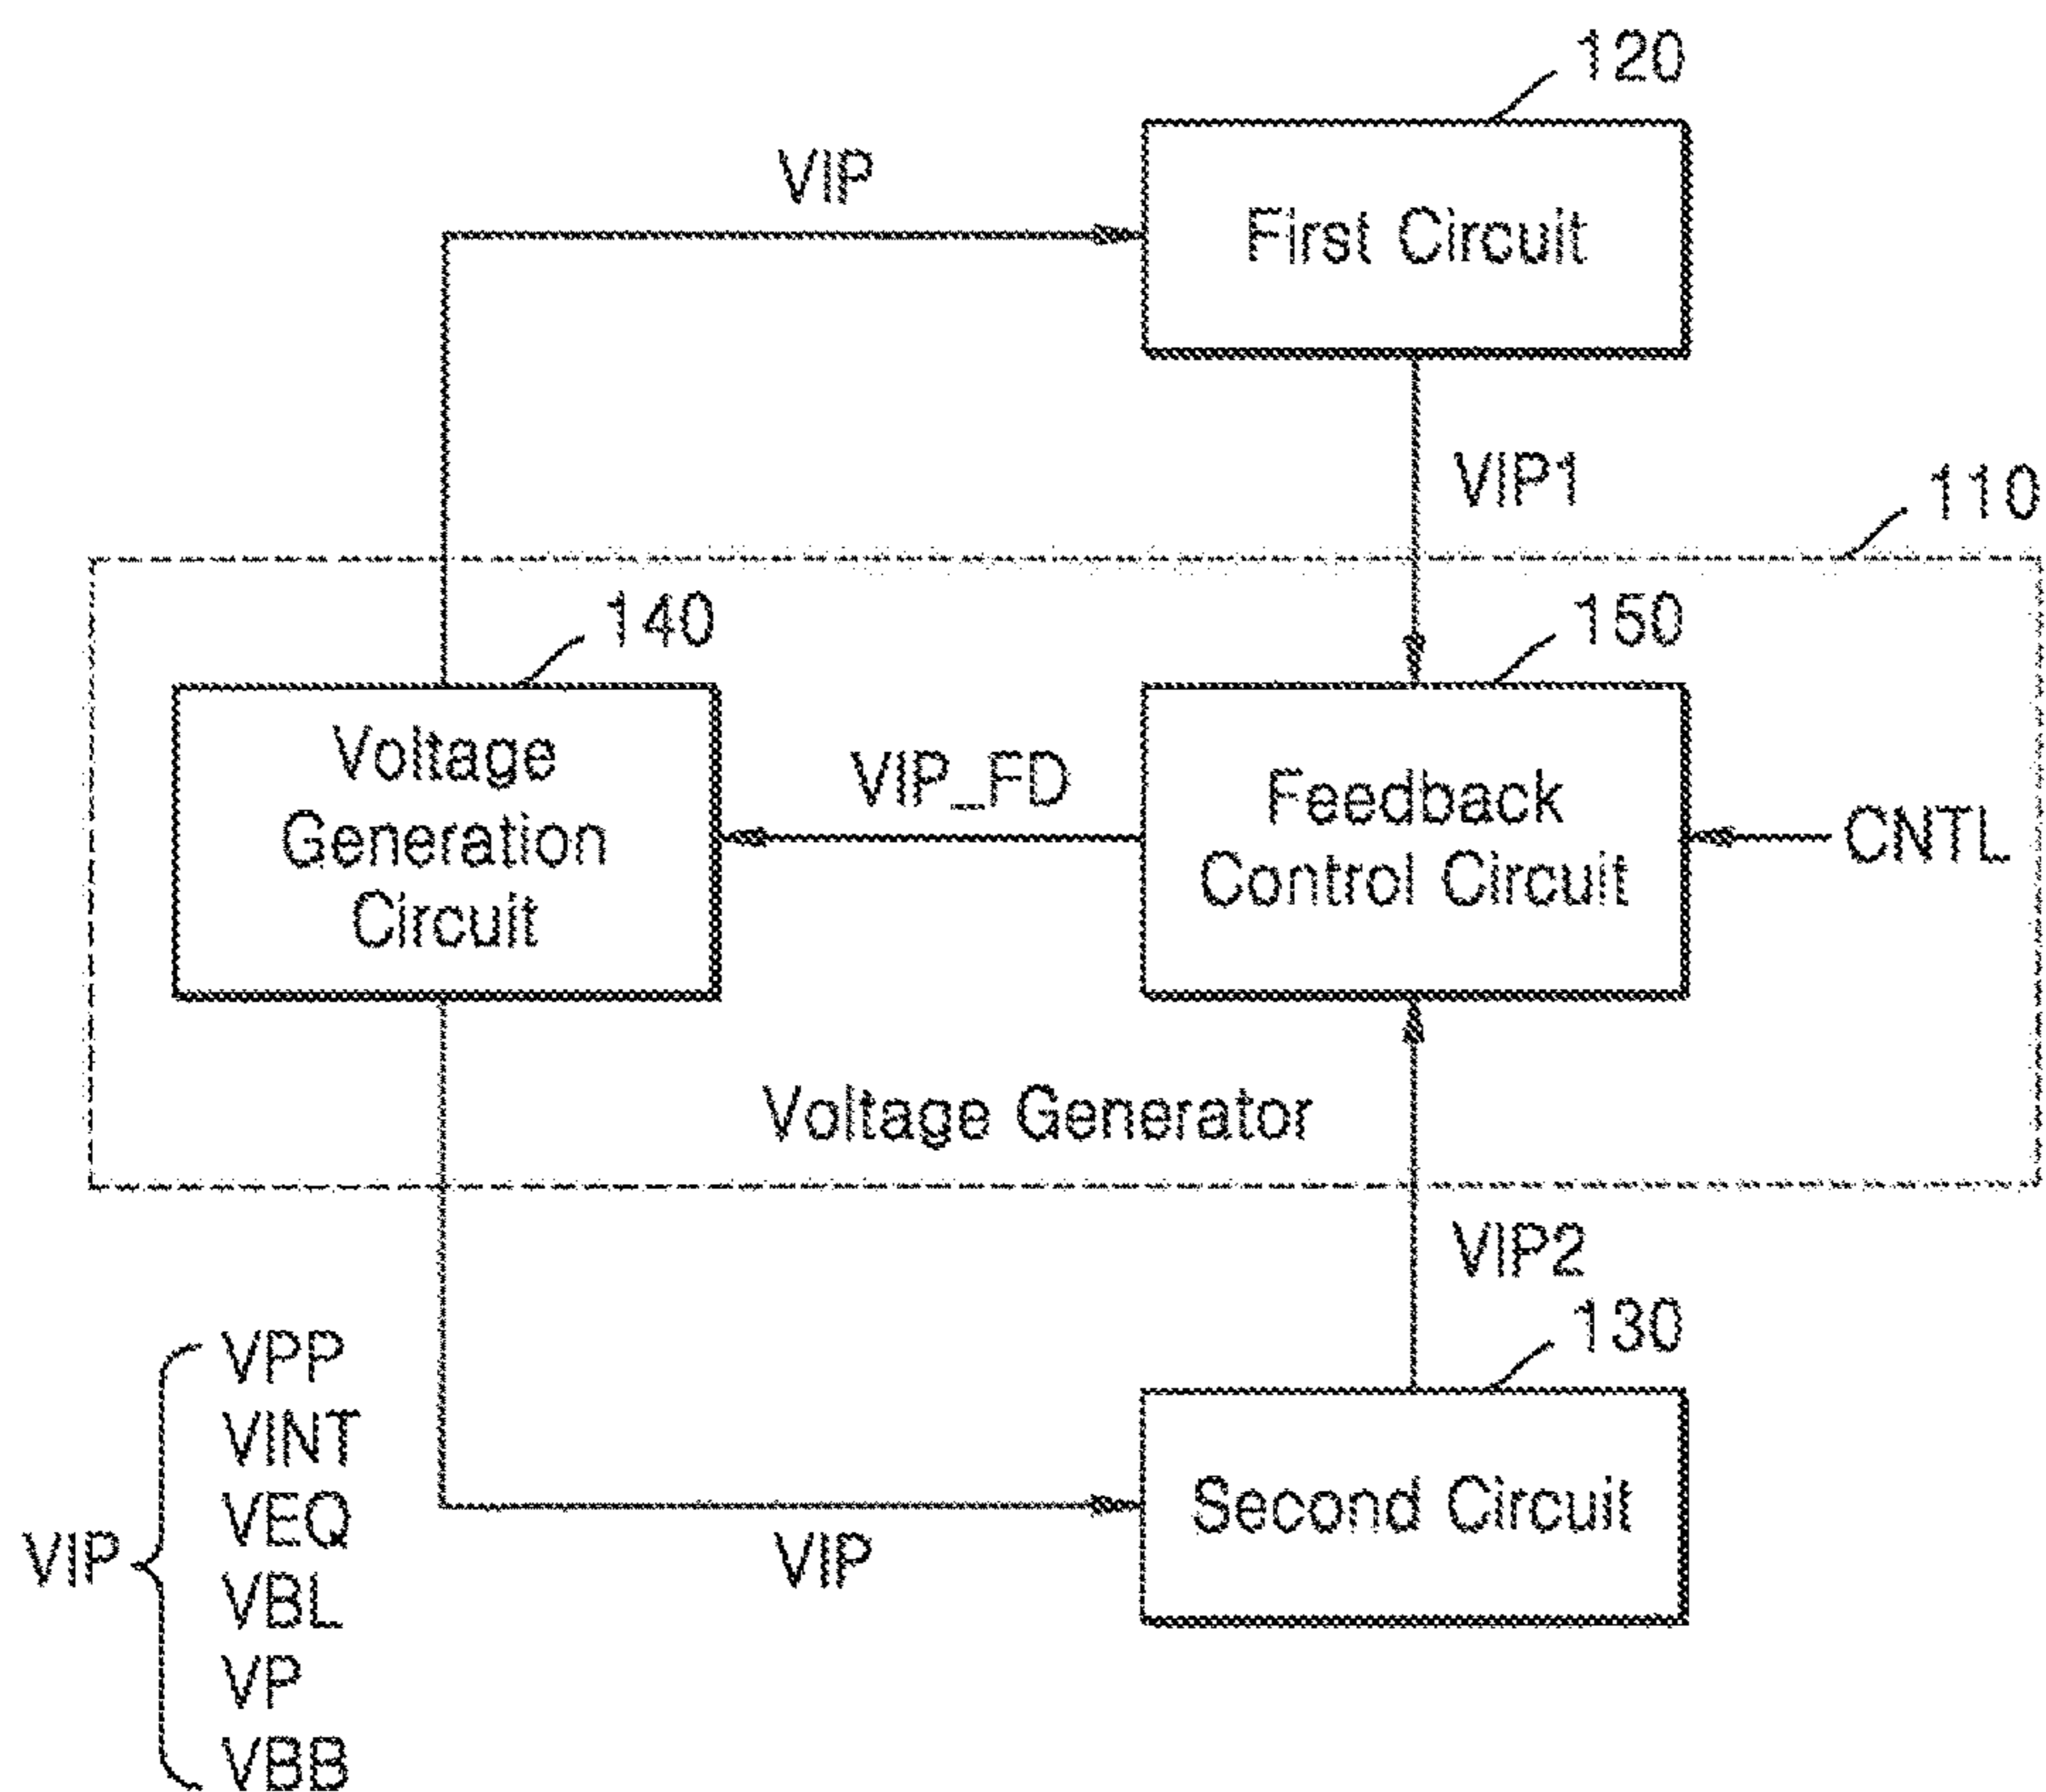 120
VIP
First Circuit
VIP1
110
140
150
Voltage
Generation
Circuit
VIP_FD
Feedback
Control Circuit
CNTL
Voltage Generator
VIP2
130
VPP
VINT
VEQ
VBL
VP
VBB
VIP
VIP
Second Circuit